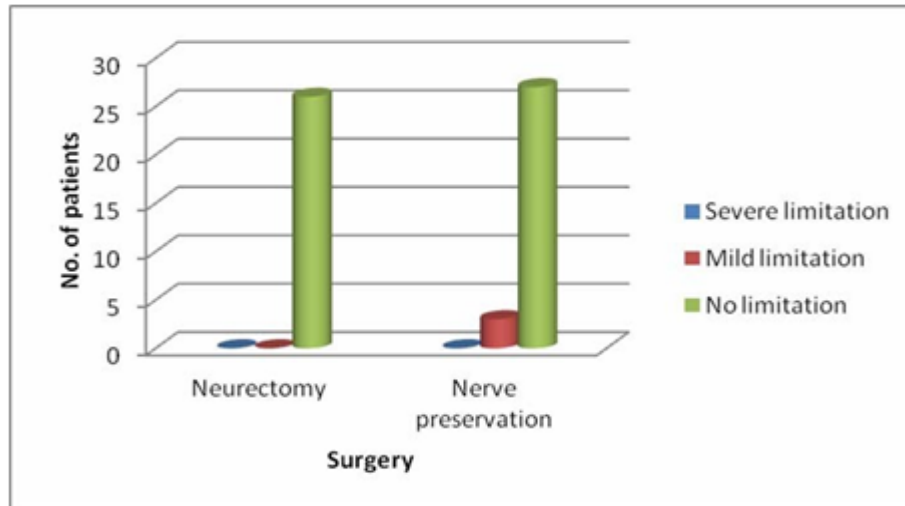 30
25
20
15
10
5
0
No. of patients
Neurectomy
Nerve
preservation
Surgery
Severe limitation
Mild limitation
No limitation